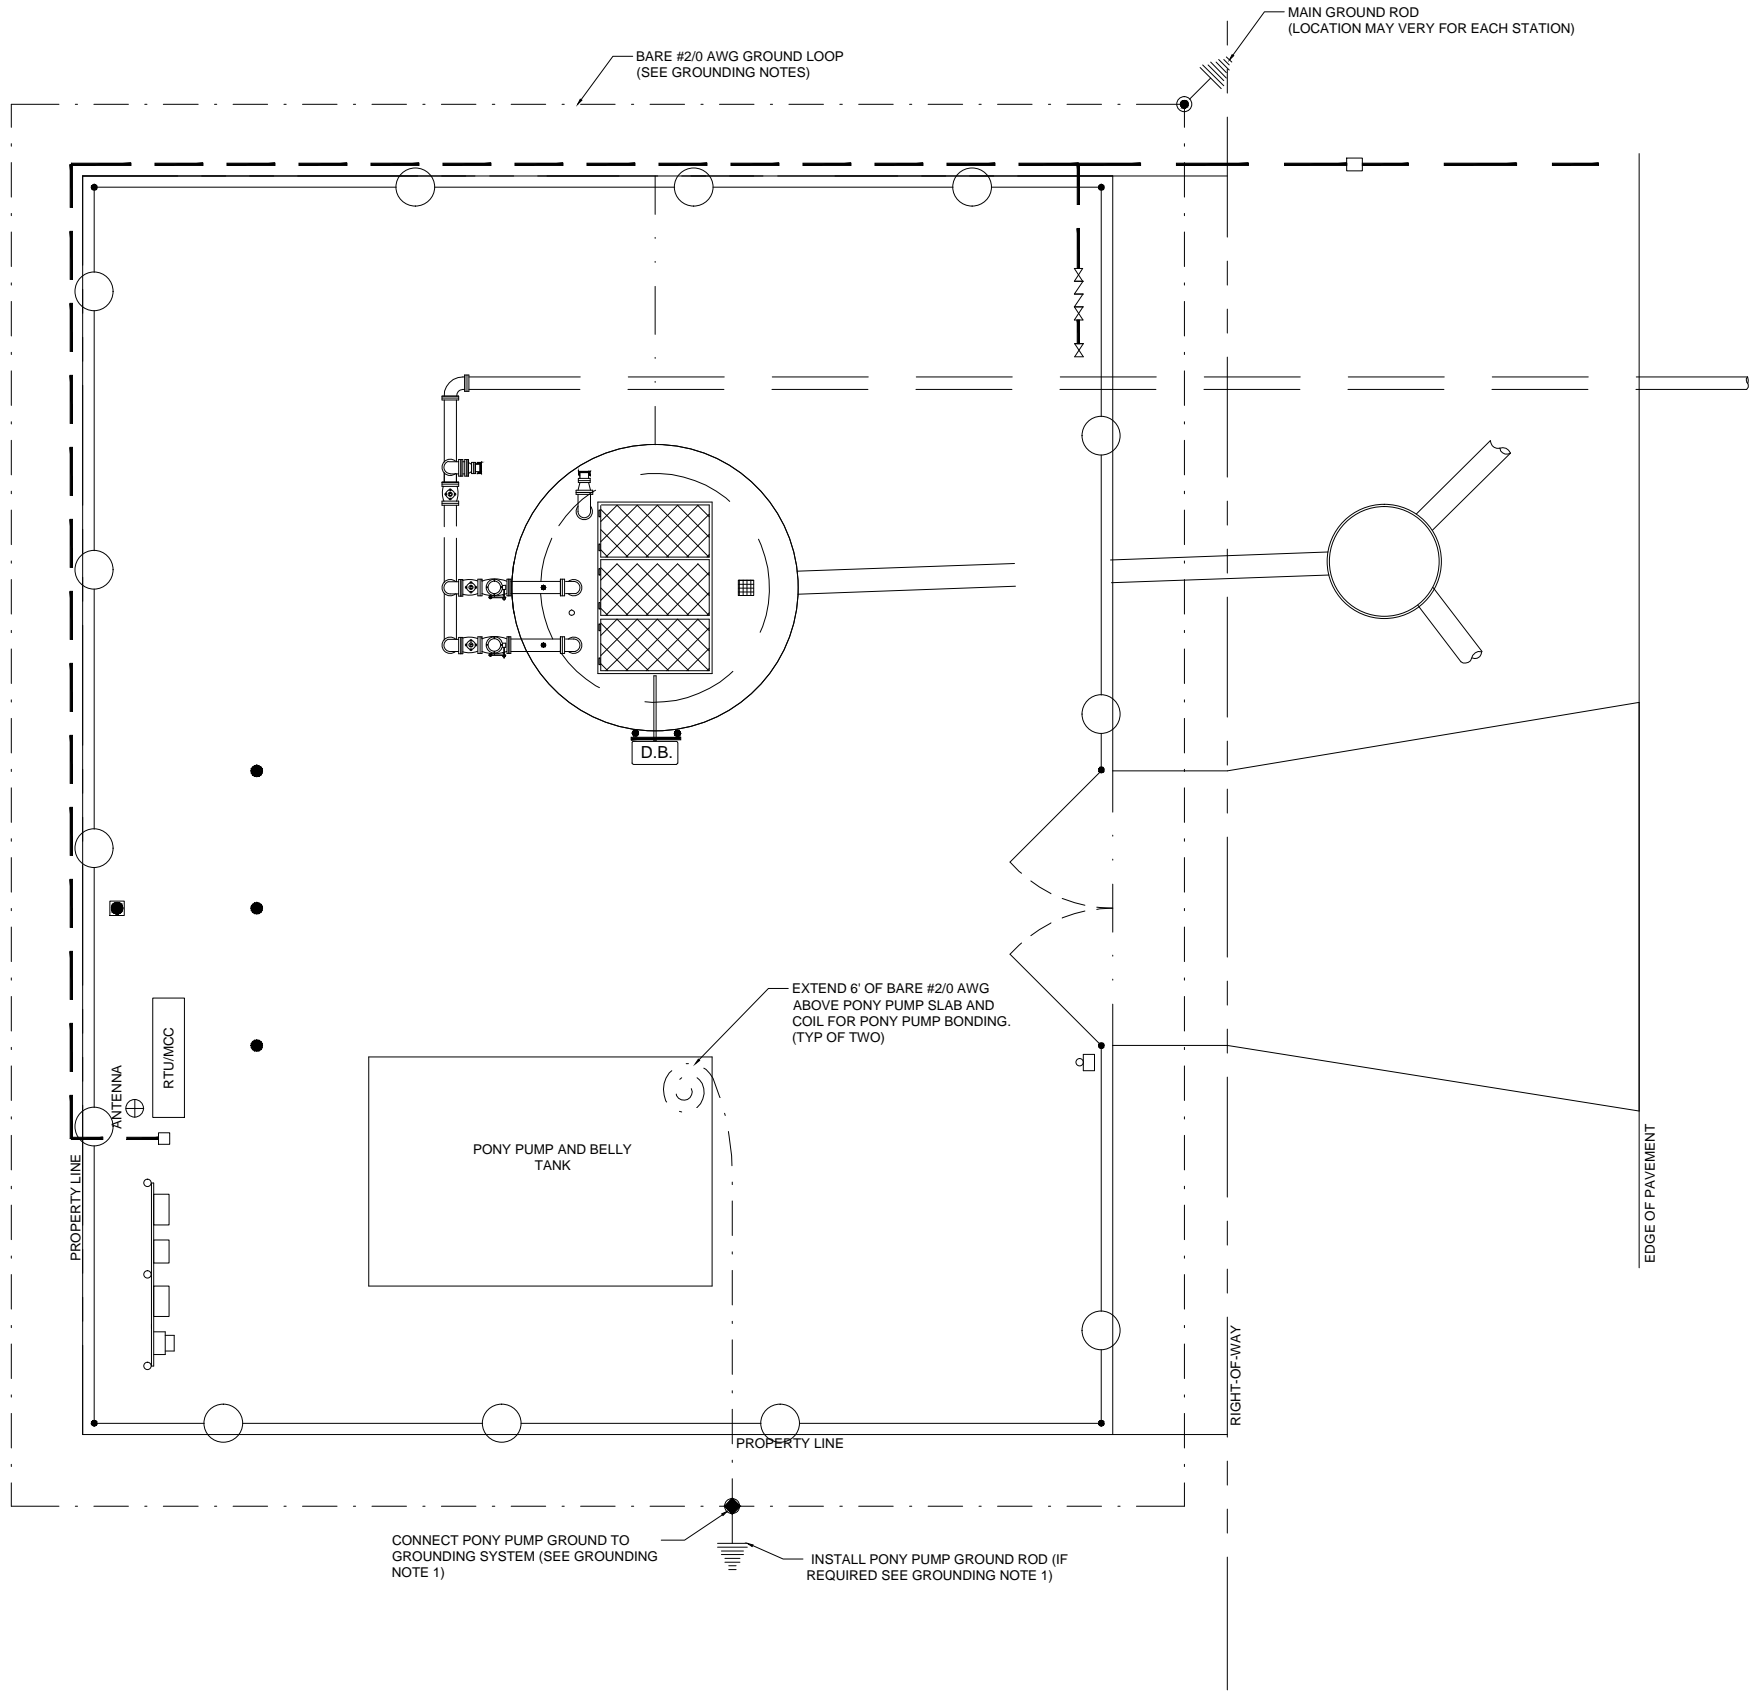 MAIN GROUND ROD
(LOCATION MAY VERY FOR EACH STATION)
BARE #2/0 AWG GROUND LOOP
(SEE GROUNDING NOTES)
D.B.
EXTEND 6' OF BARE #2/0 AWG
ABOVE PONY PUMP SLAB AND
COIL FOR PONY PUMP BONDING.
(TYP OF TWO)
RTU/MCC
ANTENNA
PONY PUMP AND BELLY
TANK
PROPERTY LINE
EDGE OF PAVEMENT
RIGHT-OF-WAY
PROPERTY LINE
CONNECT PONY PUMP GROUND TO
GROUNDING SYSTEM (SEE GROUNDING
NOTE 1)
INSTALL PONY PUMP GROUND ROD (IF
REQUIRED SEE GROUNDING NOTE 1)